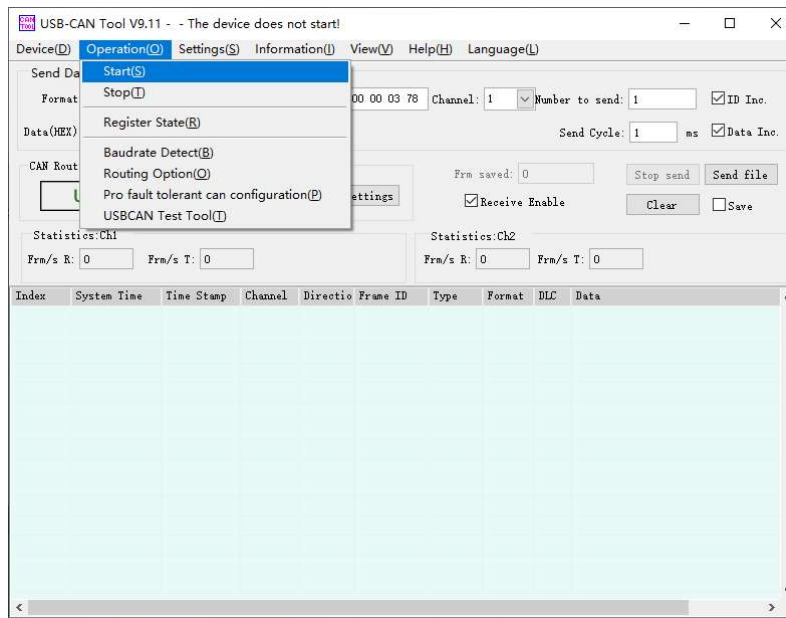 CAN TOOL USB-CAN Tool V9.11 - - The device does not start!
Device(D) Operation(O) Settings(S) Information(I) View(V) Help(H) Language(L)
Send Da
Start(S)
Stop(T)
Register State(R)
Baudrate Detect(B)
Routing Option(O)
Pro fault tolerant can configuration(P)
USBCAN Test Tool(T)
Format 00 00 03 78 Channel: 1 Number to send: 1 ID Inc.
Data(HEX) Send Cycle: 1 ms Data Inc.
CAN Rout Frm saved: 0 Stop send Send file
U ettings Receive Enable Clear Save
Statistics:Ch1 Statistics:Ch2
Frm/s R: 0 Frm/s T: 0 Frm/s R: 0 Frm/s T: 0
Index System Time Time Stamp Channel Directio Frame ID Type Format DLC Data